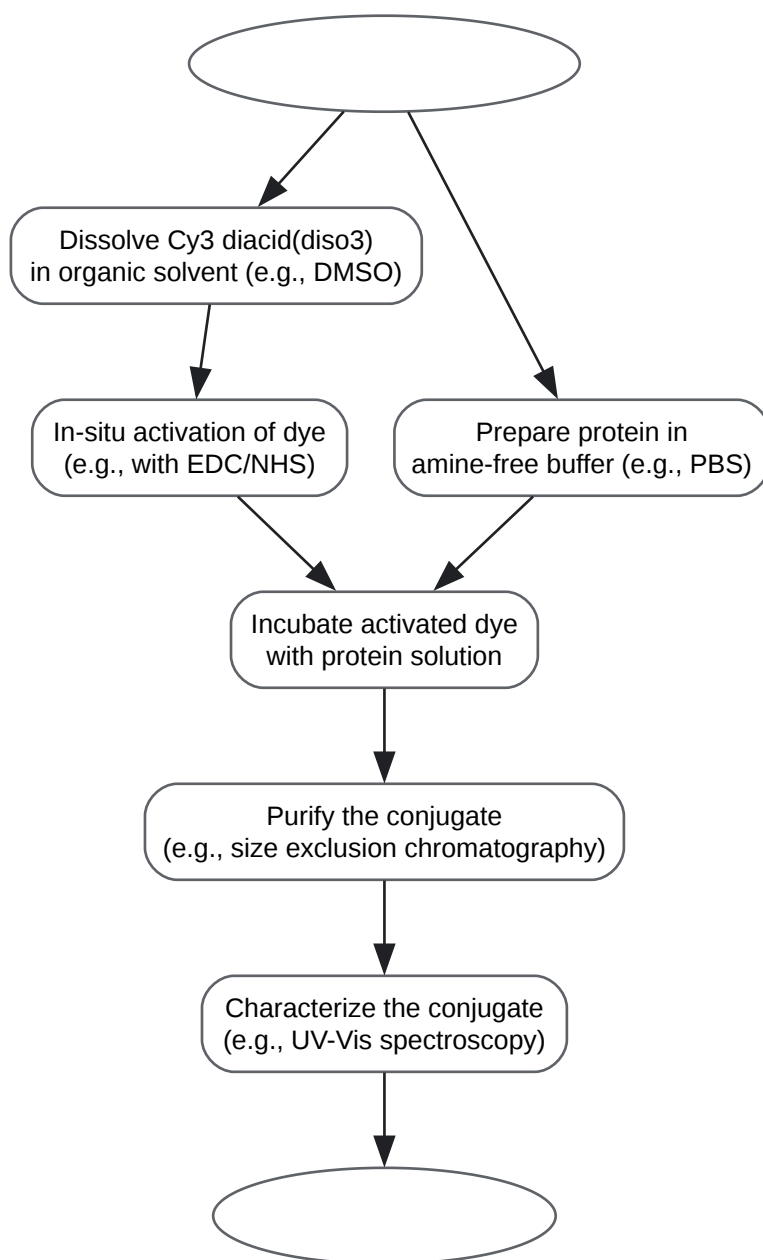 Dissolve Cy3 diacid(diso3)
in organic solvent (e.g., DMSO)
In-situ activation of dye
(e.g., with EDC/NHS)
Prepare protein in
amine-free buffer (e.g., PBS)
Incubate activated dye
with protein solution
Purify the conjugate
(e.g., size exclusion chromatography)
Characterize the conjugate
(e.g., UV-Vis spectroscopy)